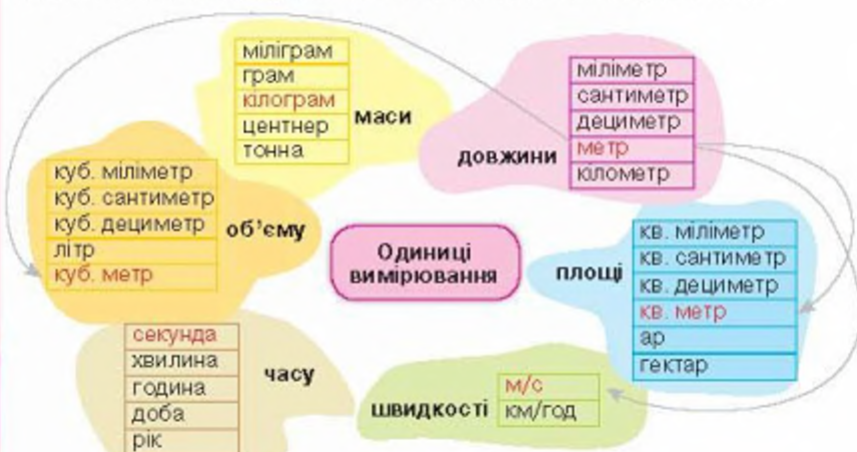 міліграм
грам
кілограм
центнер
тонна
маси
міліметр
сантиметр
дециметр
метр
кілометр
довжини
куб. міліметр
куб. сантиметр
куб. дециметр
літр
куб. метр
об'єму
Одиниці
вимірювання
площі
кв. міліметр
кв. сантиметр
кв. дециметр
кв. метр
ар
гектар
секунда
хвилина
година
доба
рік
часу
швидкості
м/с
км/год